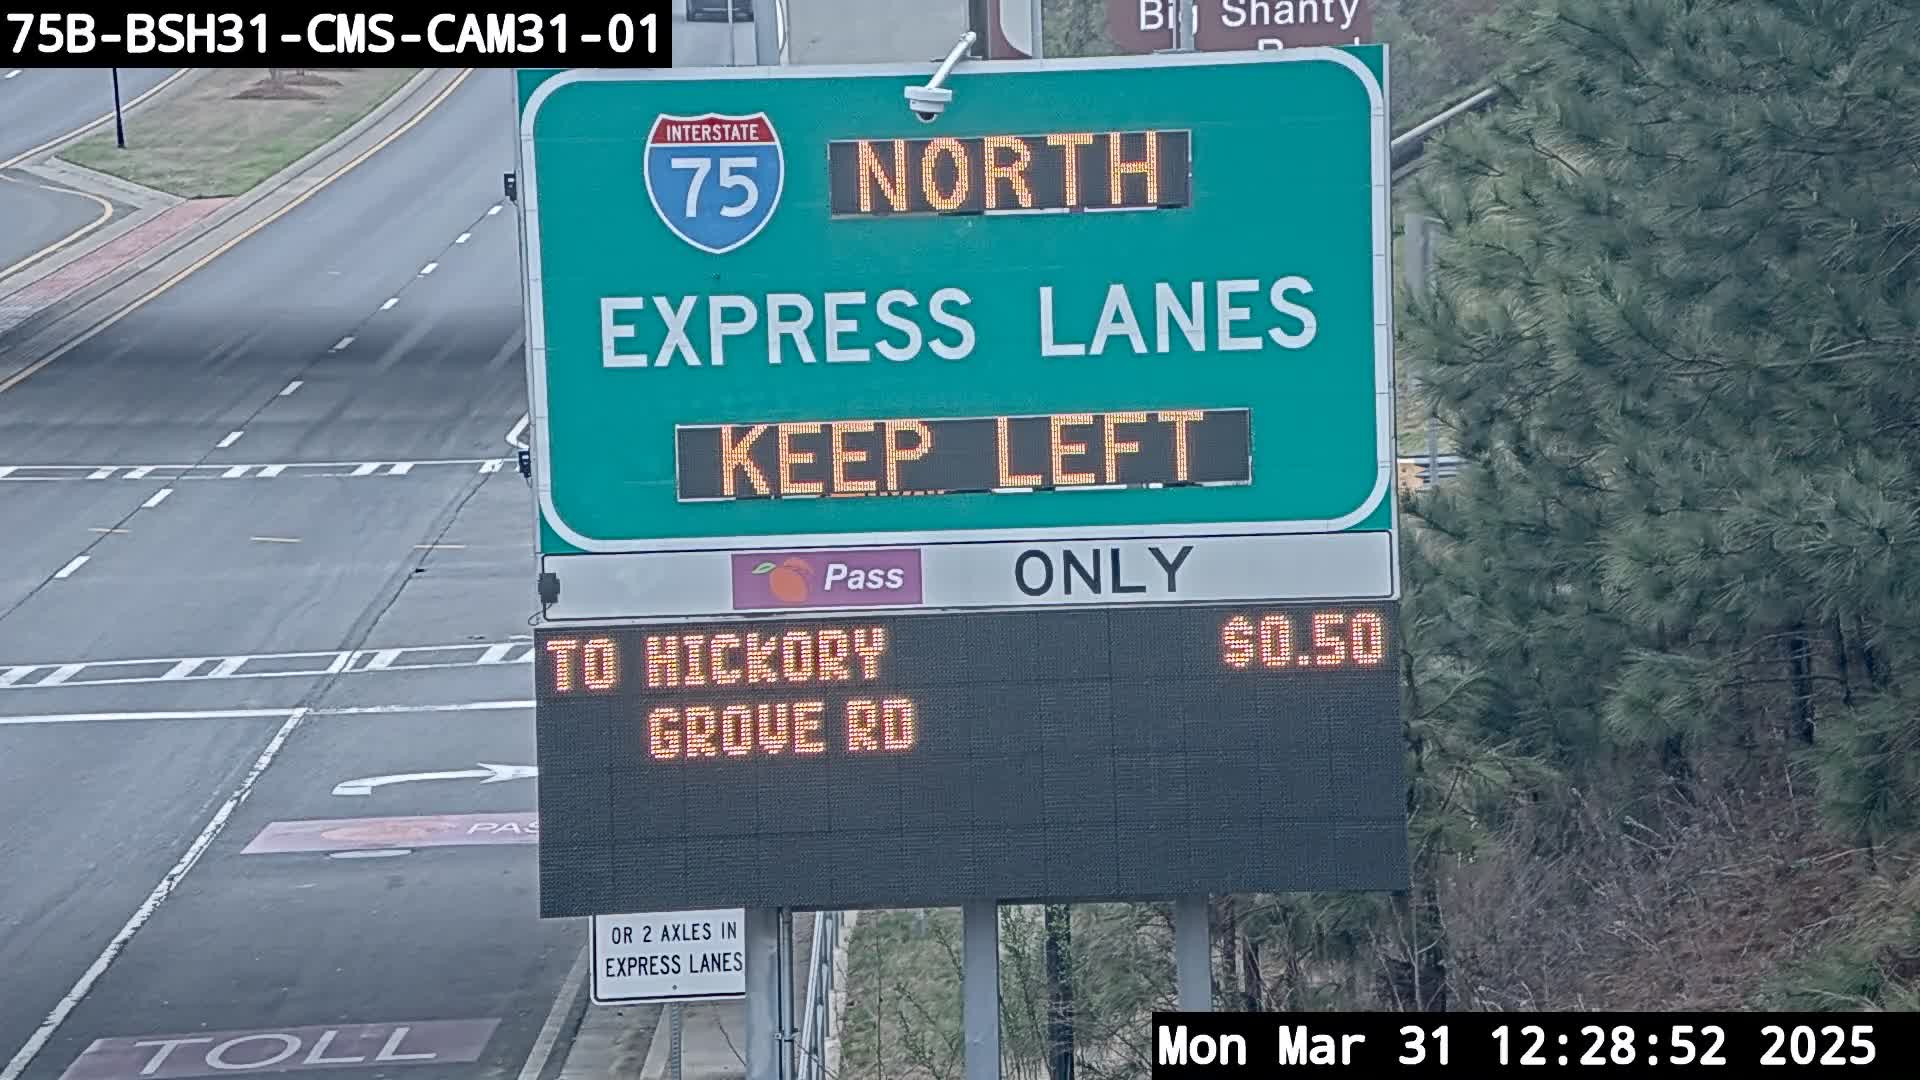 75B-BSH31-CMS-CAM31-01
Big Shanty
INTERSTATE
75
NORTH
EXPRESS LANES
KEEP LEFT
Pass ONLY
TO HICKORY $0.50
GROVE RD
OR 2 AXLES IN
EXPRESS LANES
TOLL
Mon Mar 31 12:28:52 2025